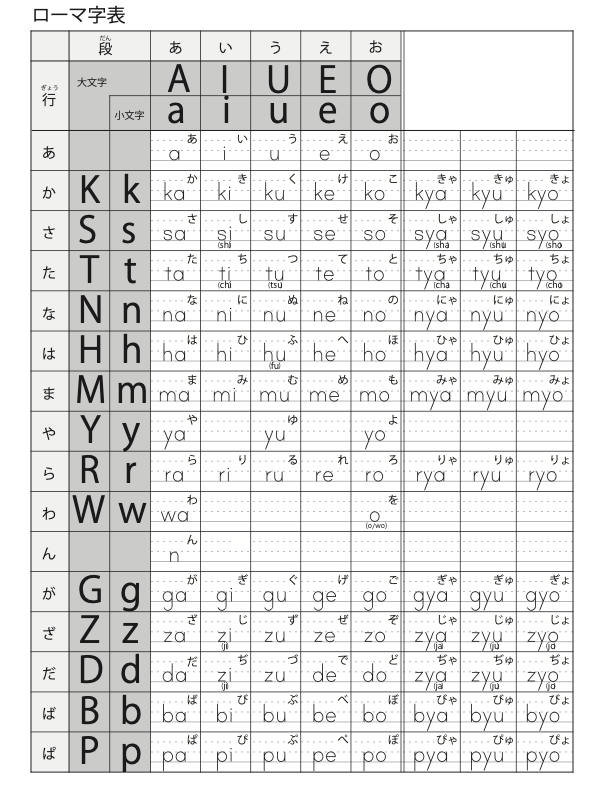 ローマ字表
だん
段 あ い う え お
ぎょう
行 大文字 A I U E O
小文字 a i u e o
あ い う え お
あ a i u e o
か き く け こ きゃ きゅ きょ
か K k ka ki ku ke ko kya kyu kyo
さ し す せ そ しゃ しゅ しょ
さ S s sa si su se so sya syu syo
(shi) (sha) (shu) (sho)
た ち つ て と ちゃ ちゅ ちょ
た T t ta ti tu te to tya tyu tyo
(chi) (tsu) (cha) (chu) (cho)
な に ぬ ね の にゃ にゅ にょ
な N n na ni nu ne no nya nyu nyo
は ひ ふ へ ほ ひゃ ひゅ ひょ
は H h ha hi hu he ho hya hyu hyo
(fu)
ま み む め も みゃ みゅ みょ
ま M m ma mi mu me mo mya myu myo
や ゆ よ
や Y y ya yu yo
ら り る れ ろ りゃ りゅ りょ
ら R r ra ri ru re ro rya ryu ryo
わ を
わ W w wa o
(o/wo)
ん
ん n
が ぎ ぐ げ ご ぎゃ ぎゅ ぎょ
が G g ga gi gu ge go gya gyu gyo
ざ じ ず ぜ ぞ じゃ じゅ じょ
ざ Z z za zi zu ze zo zya zyu zyo
(ji) (ja) (ju) (jo)
だ ぢ づ で ど ぢゃ ぢゅ ぢょ
だ D d da zi zu de do zya zyu zyo
(ji) (ja) (ju) (jo)
ば び ぶ べ ぼ びゃ びゅ びょ
ば B b ba bi bu be bo bya byu byo
ぱ ぴ ぷ ぺ ぽ ぴゃ ぴゅ ぴょ
ぱ P p pa pi pu pe po pya pyu pyo